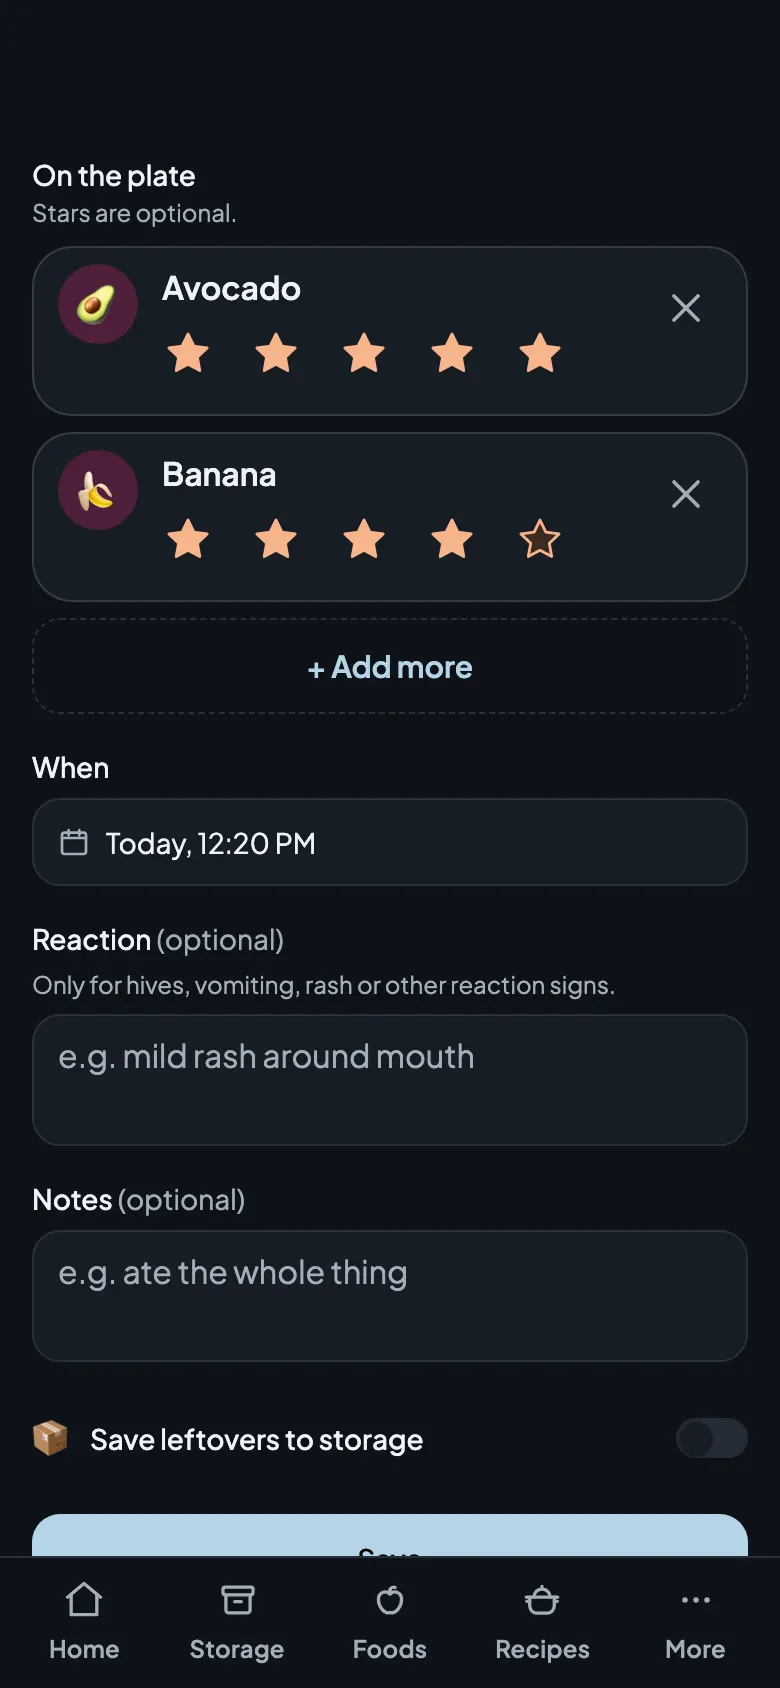 On the plate
Stars are optional.
Avocado
Banana
+ Add more
When
Today, 12:20 PM
Reaction (optional)
Only for hives, vomiting, rash or other reaction signs.
e.g. mild rash around mouth
Notes (optional)
e.g. ate the whole thing
Save leftovers to storage
Save
Home
Storage
Foods
Recipes
More